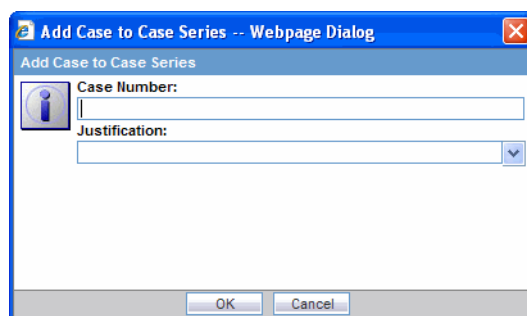 Add Case to Case Series -- Webpage Dialog
Add Case to Case Series
Case Number:
Justification:
OK Cancel